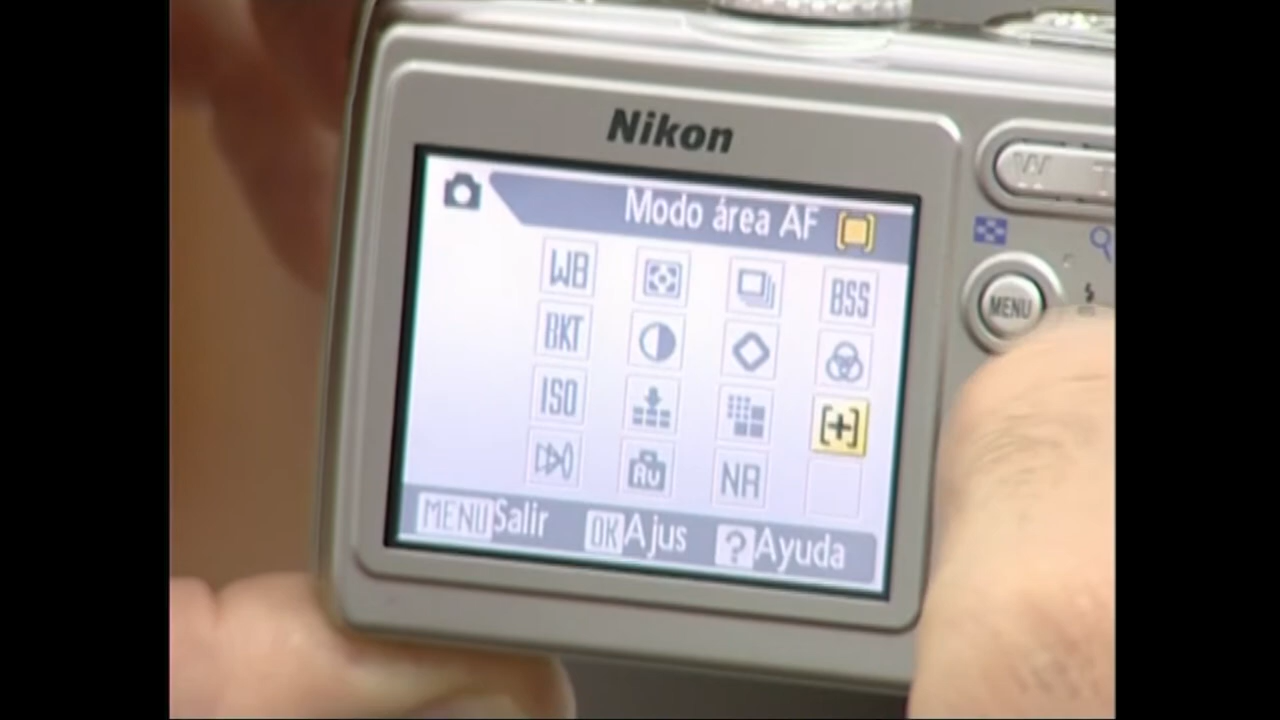 Nikon
Modo área AF
W T
WB BSS
MENU
BKT
ISO
NR
MENU Salir OK Ajus ? Ayuda